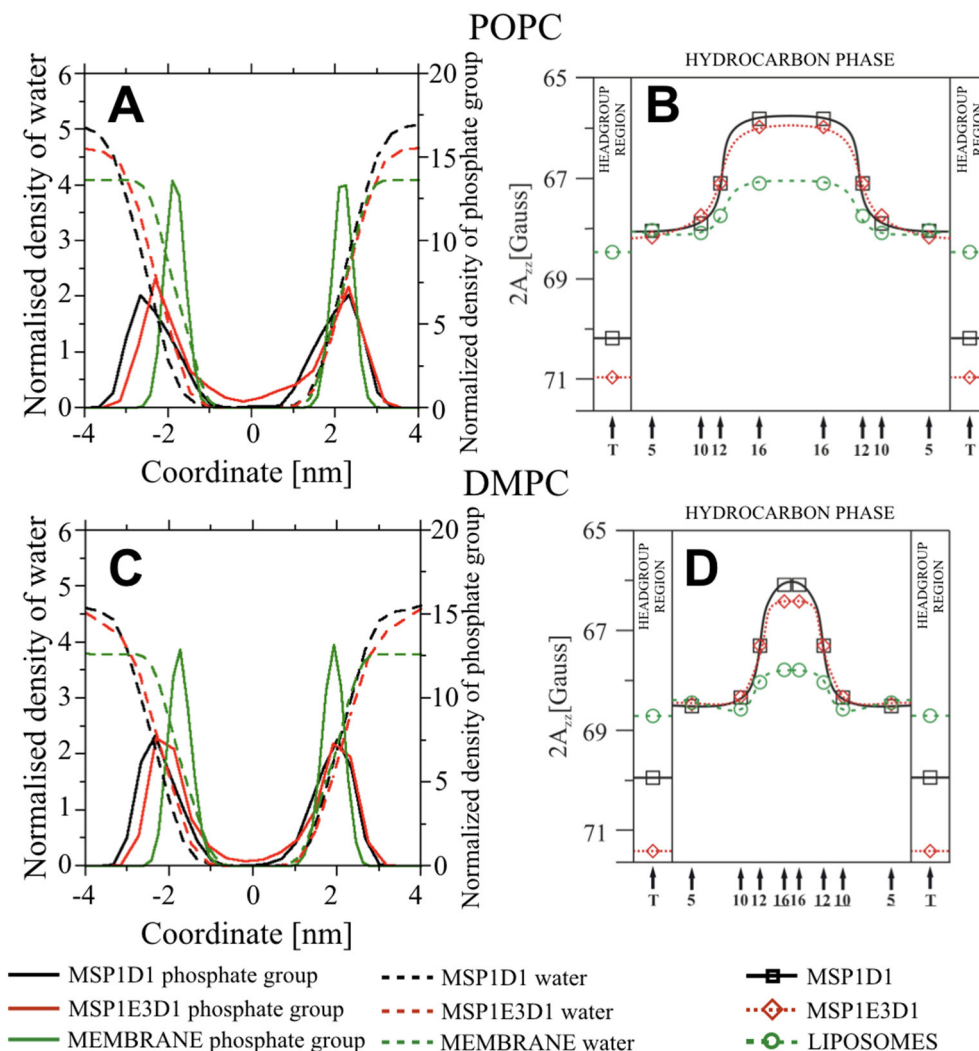 POPC
A
6
5
4
3
2
1
0
Normalised density of water
20
15
10
5
0
Normalized density of phosphate group
-4 -2 0 2 4
Coordinate [nm]
HYDROCARBON PHASE
B
HEADGROUP
REGION
HEADGROUP
REGION
65
67
69
71
2Azz[Gauss]
T 5 10 12 16 16 12 10 5 T
DMPC
C
6
5
4
3
2
1
0
Normalised density of water
20
15
10
5
0
Normalized density of phosphate group
-4 -2 0 2 4
Coordinate [nm]
HYDROCARBON PHASE
D
HEADGROUP
REGION
HEADGROUP
REGION
65
67
69
71
2Azz[Gauss]
T 5 10 12 16 16 12 10 5 T
MSP1D1 phosphate group
MSP1E3D1 phosphate group
MEMBRANE phosphate group
MSP1D1 water
MSP1E3D1 water
MEMBRANE water
MSP1D1
MSP1E3D1
LIPOSOMES